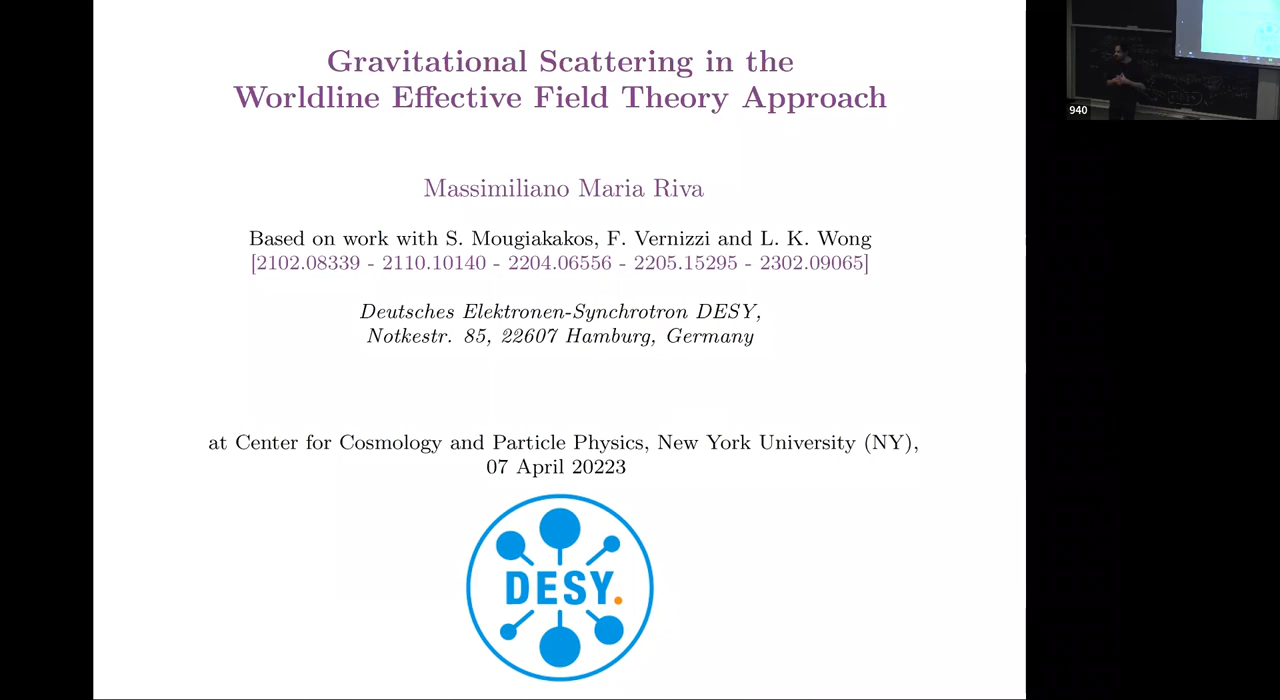 Gravitational Scattering in the
Worldline Effective Field Theory Approach
Massimiliano Maria Riva
Based on work with S. Mougiakakos, F. Vernizzi and L. K. Wong
[2102.08339 - 2110.10140 - 2204.06556 - 2205.15295 - 2302.09065]
Deutsches Elektronen-Synchrotron DESY,
Notkestr. 85, 22607 Hamburg, Germany
at Center for Cosmology and Particle Physics, New York University (NY),
07 April 20223
DESY.
940